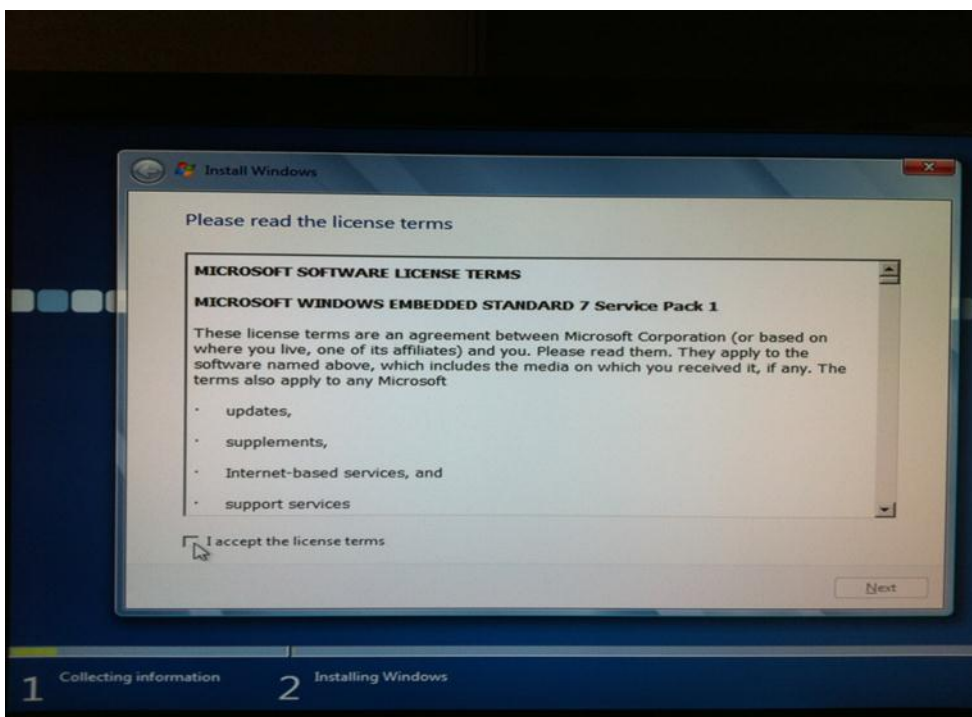 Install Windows
Please read the license terms
MICROSOFT SOFTWARE LICENSE TERMS
MICROSOFT WINDOWS EMBEDDED STANDARD 7 Service Pack 1
These license terms are an agreement between Microsoft Corporation (or based on
where you live, one of its affiliates) and you. Please read them. They apply to the
software named above, which includes the media on which you received it, if any. The
terms also apply to any Microsoft
· updates,
· supplements,
· Internet-based services, and
· support services
I accept the license terms
Next
1 Collecting information
2 Installing Windows